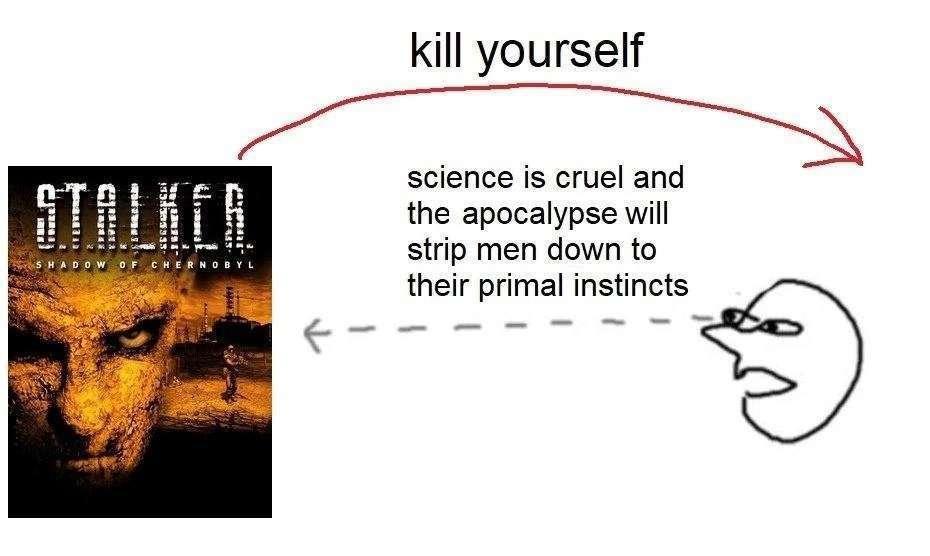 kill yourself
science is cruel and
the apocalypse will
strip men down to
their primal instincts
S.T.A.L.K.E.R.
SHADOW OF CHERNOBYL